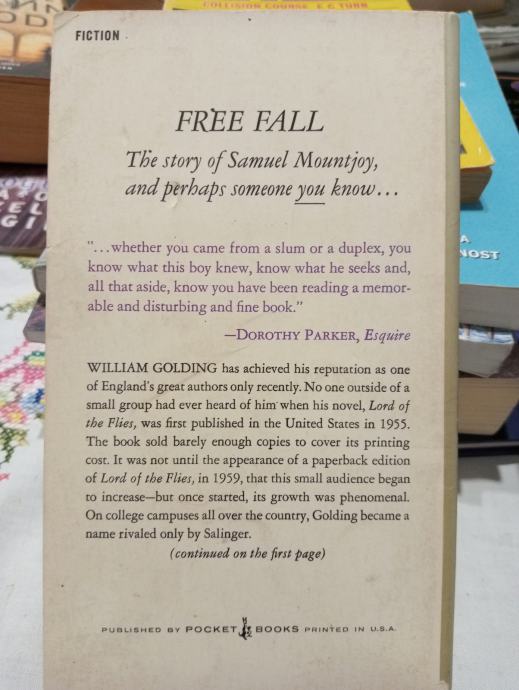 COLLISION COURSE E C TUBB
FICTION
FREE FALL
The story of Samuel Mountjoy,
and perhaps someone you know...
"...whether you came from a slum or a duplex, you
know what this boy knew, know what he seeks and,
all that aside, know you have been reading a memor-
able and disturbing and fine book."
—DOROTHY PARKER, Esquire
WILLIAM GOLDING has achieved his reputation as one
of England's great authors only recently. No one outside of a
small group had ever heard of him when his novel, Lord of
the Flies, was first published in the United States in 1955.
The book sold barely enough copies to cover its printing
cost. It was not until the appearance of a paperback edition
of Lord of the Flies, in 1959, that this small audience began
to increase—but once started, its growth was phenomenal.
On college campuses all over the country, Golding became a
name rivaled only by Salinger.
(continued on the first page)
PUBLISHED BY POCKET BOOKS PRINTED IN U.S.A.